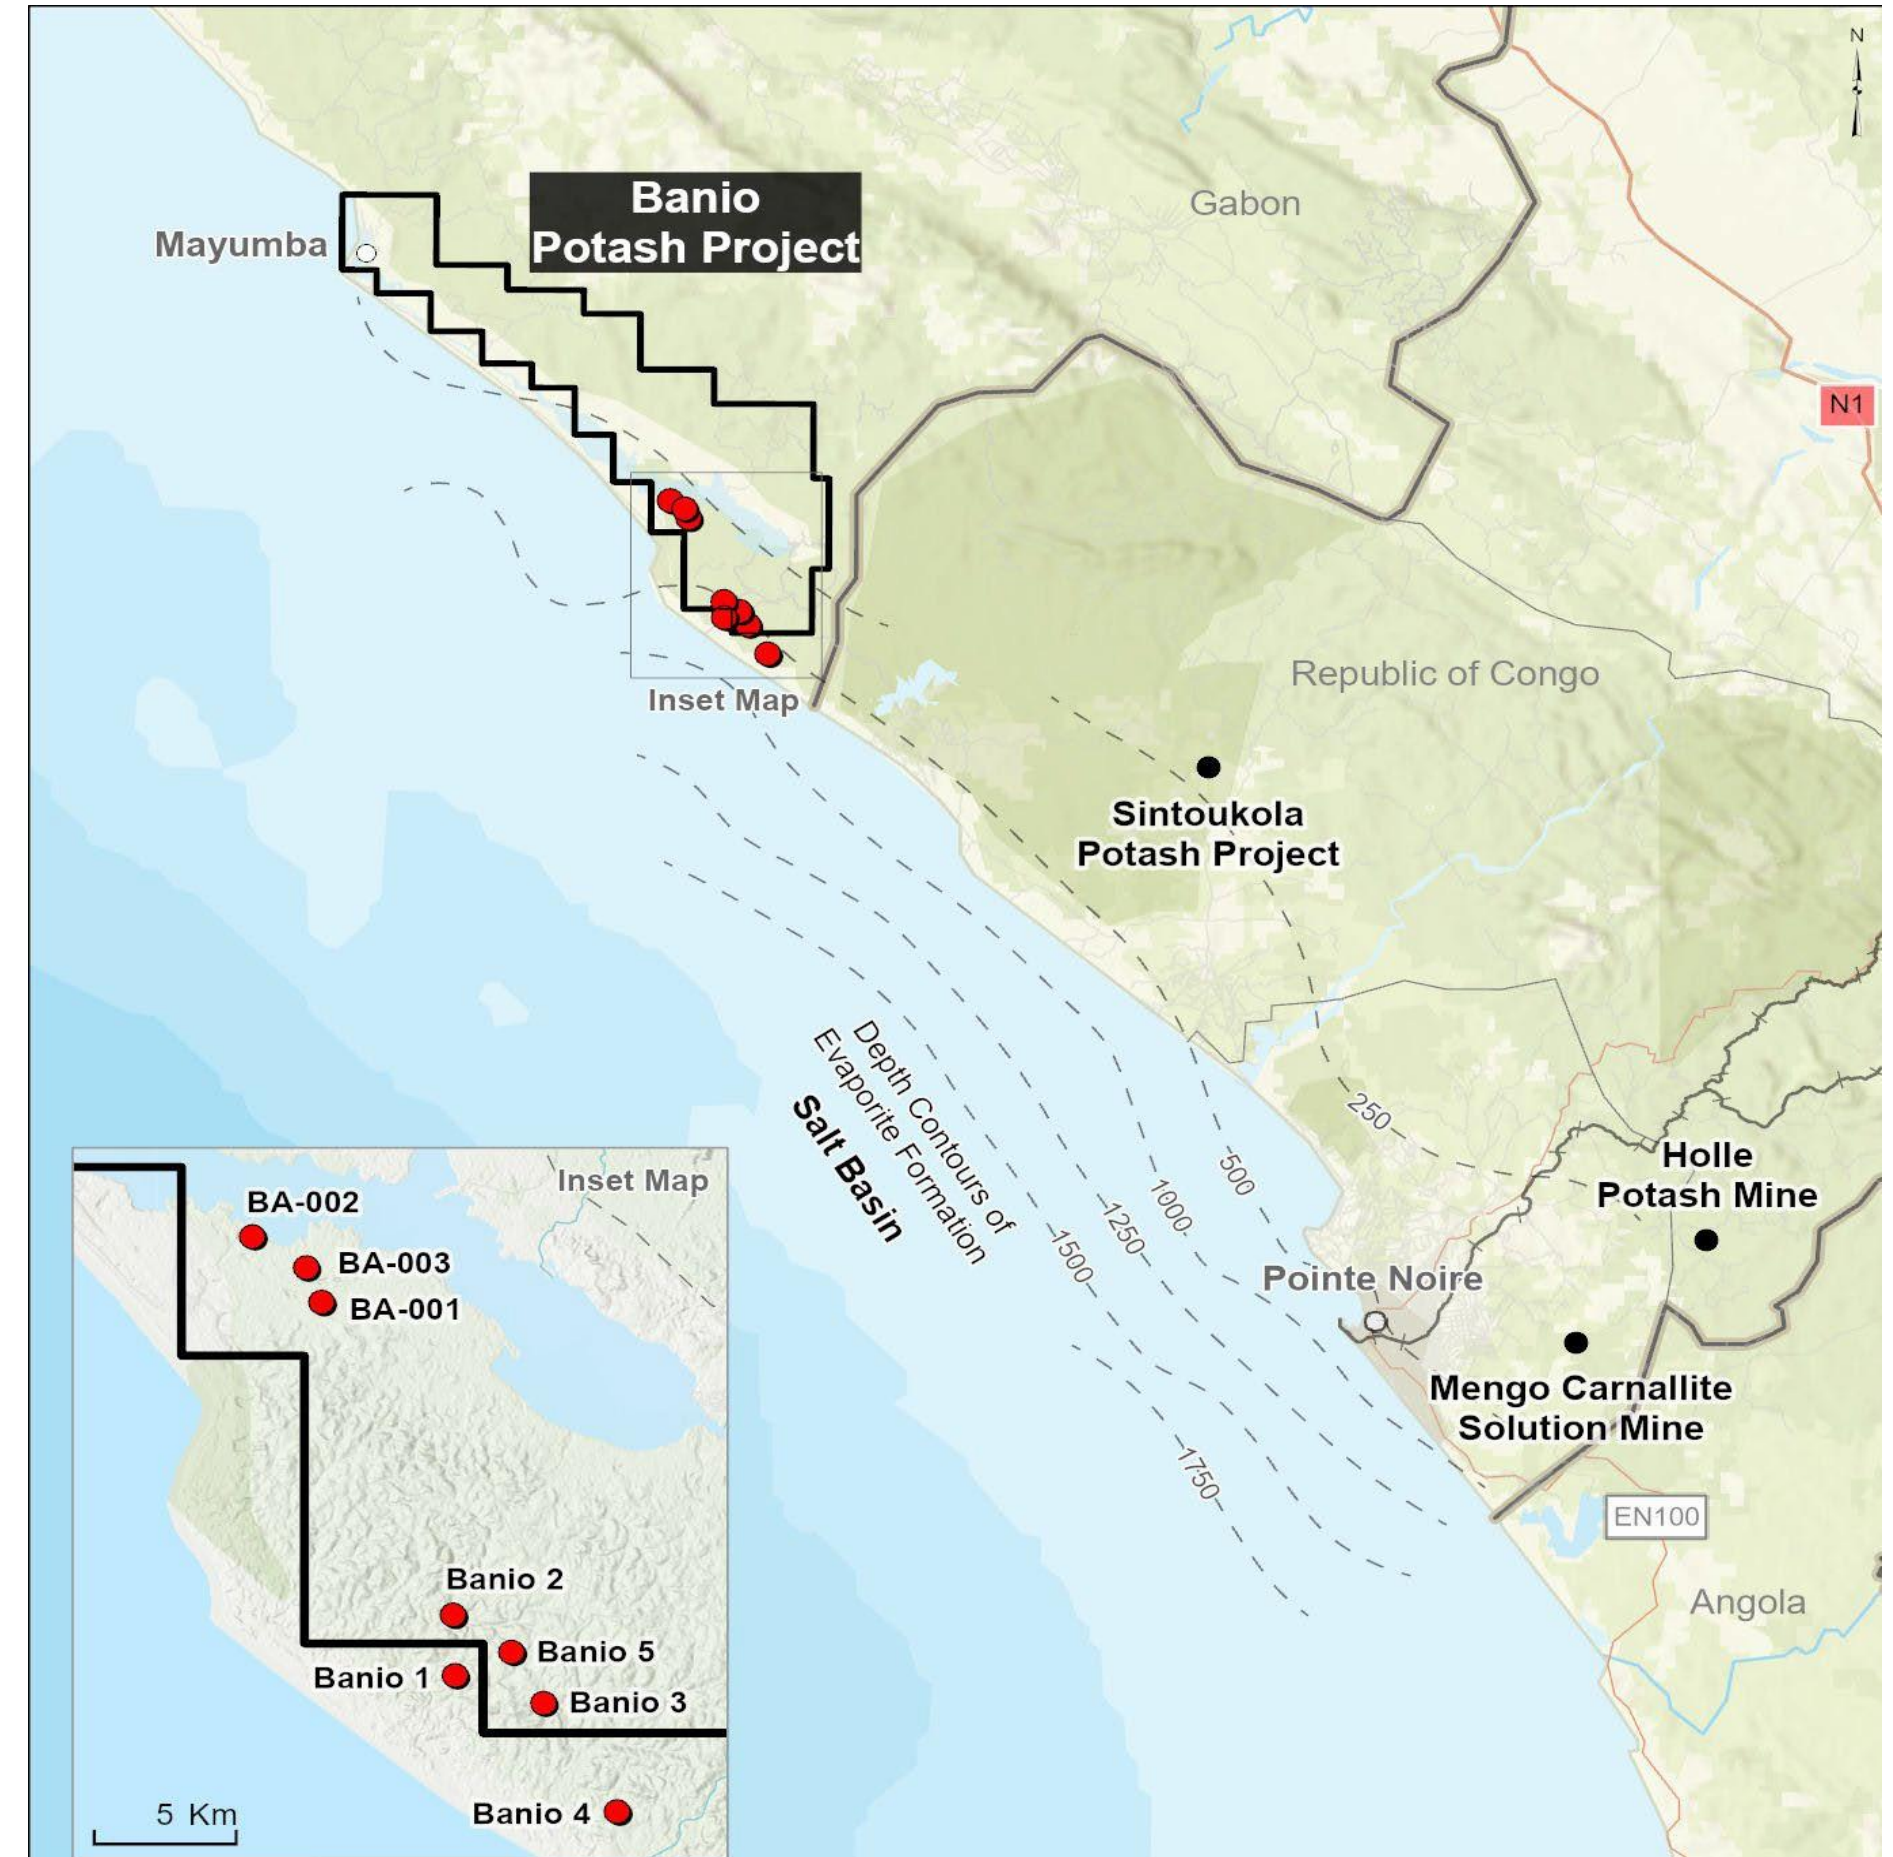 N
Banio
Potash Project
Gabon
Mayumba
N1
Republic of Congo
Inset Map
Sintoukola
Potash Project
Depth Contours of
Evaporite Formation
Salt Basin
250
500
1000
1250
1500
1750
Holle
Potash Mine
Pointe Noire
Mengo Carnallite
Solution Mine
EN100
Angola
Inset Map
BA-002
BA-003
BA-001
Banio 2
Banio 5
Banio 1
Banio 3
Banio 4
5 Km